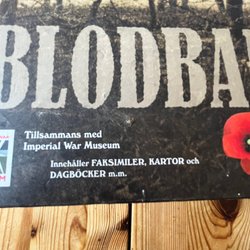 BLODBA
Tillsammans med
Imperial War Museum
Innehåller FAKSIMILER, KARTOR och
DAGBÖCKER m.m.